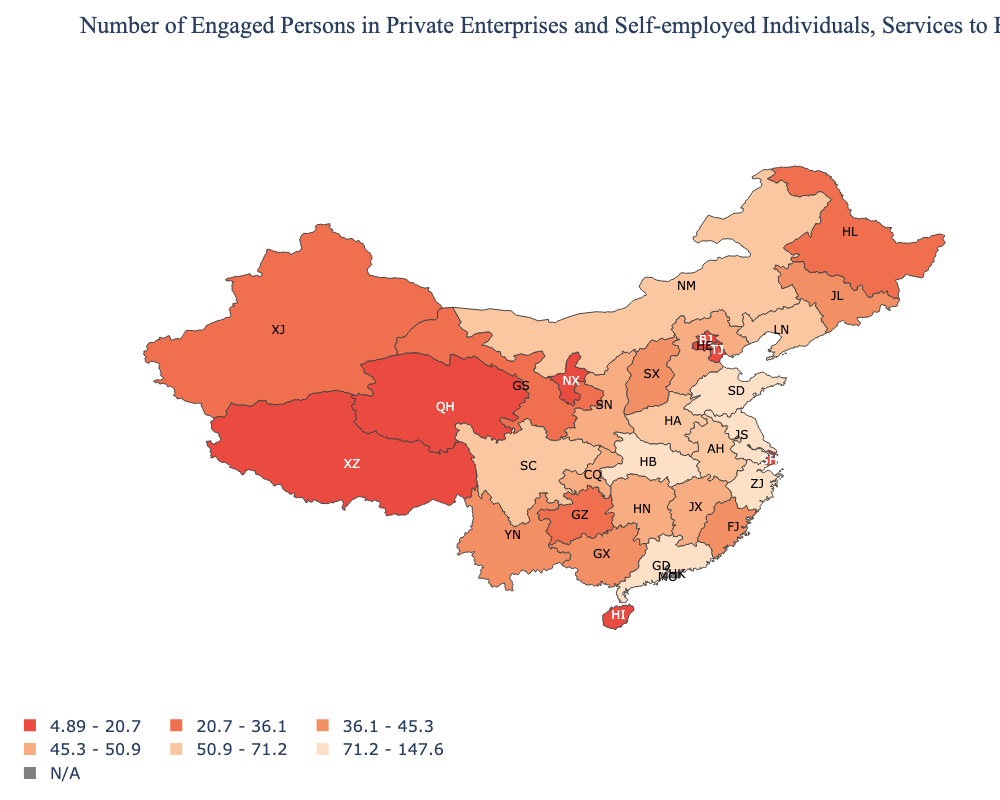 Number of Engaged Persons in Private Enterprises and Self-employed Individuals, Services to
HL
NM
JL
XJ
LN
BJ
HE
TJ
SX
NX
GS
SD
QH
SN
HA
JS
AH
XZ
SC
HB
CQ
ZJ
HN
JX
GZ
FJ
YN
GX
GD
HK
MO
HI
4.89 - 20.7
20.7 - 36.1
36.1 - 45.3
45.3 - 50.9
50.9 - 71.2
71.2 - 147.6
N/A